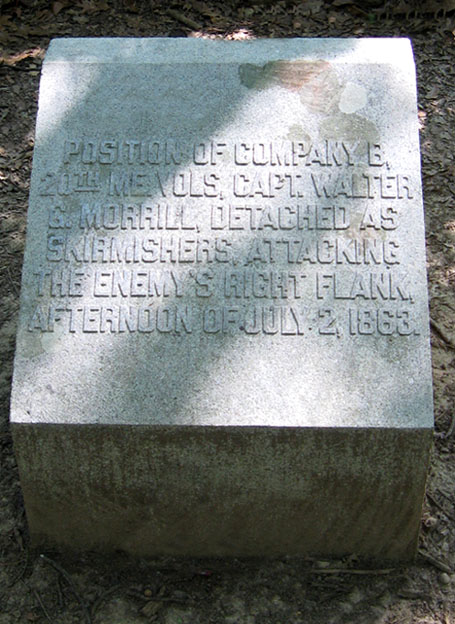 POSITION OF COMPANY B,
20TH ME. VOLS, CAPT. WALTER
G. MORRILL, DETACHED AS
SKIRMISHERS, ATTACKING
THE ENEMY'S RIGHT FLANK,
AFTERNOON OF JULY 2, 1863.